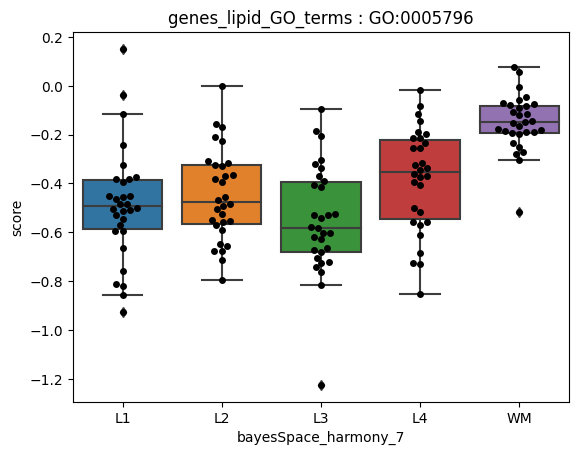 genes_lipid_GO_terms : GO:0005796
0.2
0.0
−0.2
−0.4
−0.6
−0.8
−1.0
−1.2
score
L1 L2 L3 L4 WM
bayesSpace_harmony_7